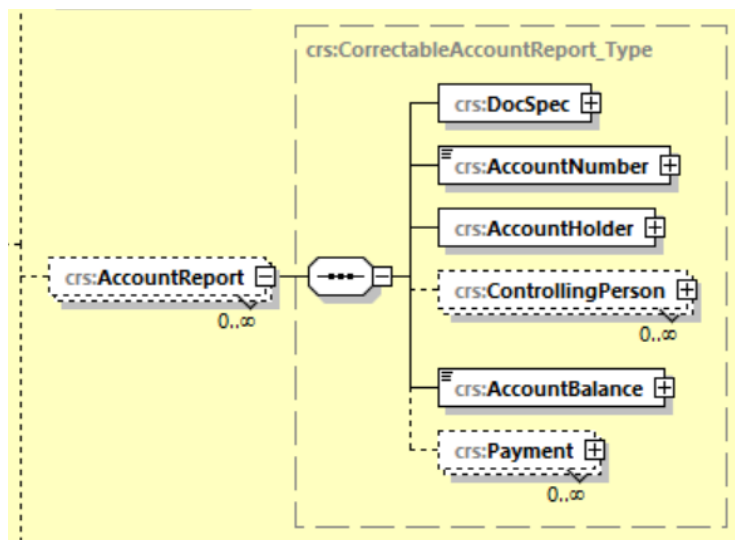 crs:CorrectableAccountReport_Type
crs:DocSpec
crs:AccountNumber
crs:AccountHolder
crs:AccountReport
0..∞
crs:ControllingPerson
0..∞
crs:AccountBalance
crs:Payment
0..∞